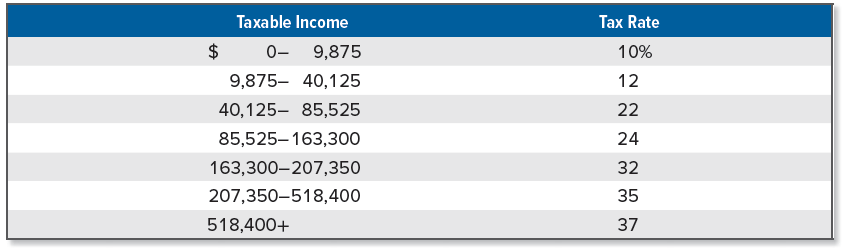 Taxable Income Tax Rate
$ 0– 9,875 10%
9,875– 40,125 12
40,125– 85,525 22
85,525–163,300 24
163,300–207,350 32
207,350–518,400 35
518,400+ 37